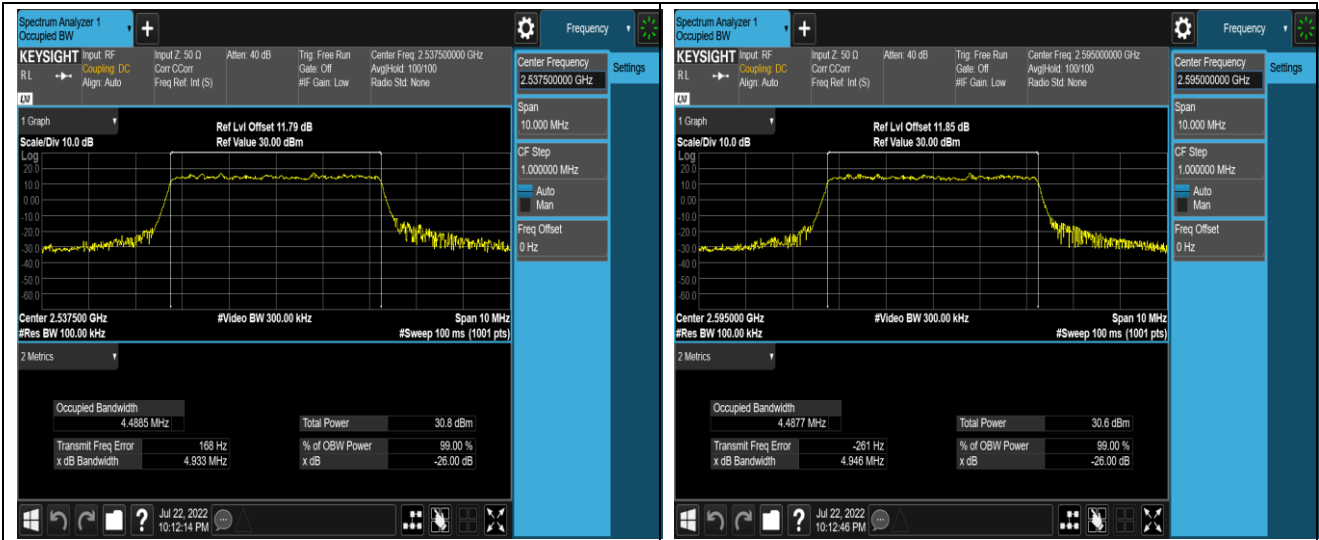 Spectrum Analyzer 1
Occupied BW
+
Frequency
KEYSIGHT
RL
LXI
Input: RF
Coupling: DC
Align: Auto
Input Z: 50 Ω
Corr CCorr
Freq Ref: Int (S)
Atten: 40 dB
Trig: Free Run
Gate: Off
#IF Gain: Low
Center Freq: 2.537500000 GHz
Avg|Hold: 100/100
Radio Std: None
Center Frequency
2.537500000 GHz
Settings
Span
10.000 MHz
CF Step
1.000000 MHz
Auto
Man
Freq Offset
0 Hz
1 Graph
Scale/Div 10.0 dB
Ref Lvl Offset 11.79 dB
Ref Value 30.00 dBm
Log
20.0
10.0
0.00
-10.0
-20.0
-30.0
-40.0
-50.0
-60.0
Center 2.537500 GHz
#Video BW 300.00 kHz
Span 10 MHz
#Res BW 100.00 kHz
#Sweep 100 ms (1001 pts)
2 Metrics
Occupied Bandwidth
4.4885 MHz
Total Power 30.8 dBm
Transmit Freq Error 168 Hz
% of OBW Power 99.00 %
x dB Bandwidth 4.933 MHz
x dB -26.00 dB
?
Jul 22, 2022
10:12:14 PM
Spectrum Analyzer 1
Occupied BW
+
Frequency
KEYSIGHT
RL
LXI
Input: RF
Coupling: DC
Align: Auto
Input Z: 50 Ω
Corr CCorr
Freq Ref: Int (S)
Atten: 40 dB
Trig: Free Run
Gate: Off
#IF Gain: Low
Center Freq: 2.595000000 GHz
Avg|Hold: 100/100
Radio Std: None
Center Frequency
2.595000000 GHz
Settings
Span
10.000 MHz
CF Step
1.000000 MHz
Auto
Man
Freq Offset
0 Hz
1 Graph
Scale/Div 10.0 dB
Ref Lvl Offset 11.85 dB
Ref Value 30.00 dBm
Log
20.0
10.0
0.00
-10.0
-20.0
-30.0
-40.0
-50.0
-60.0
Center 2.595000 GHz
#Video BW 300.00 kHz
Span 10 MHz
#Res BW 100.00 kHz
#Sweep 100 ms (1001 pts)
2 Metrics
Occupied Bandwidth
4.4877 MHz
Total Power 30.6 dBm
Transmit Freq Error -261 Hz
% of OBW Power 99.00 %
x dB Bandwidth 4.946 MHz
x dB -26.00 dB
?
Jul 22, 2022
10:12:46 PM